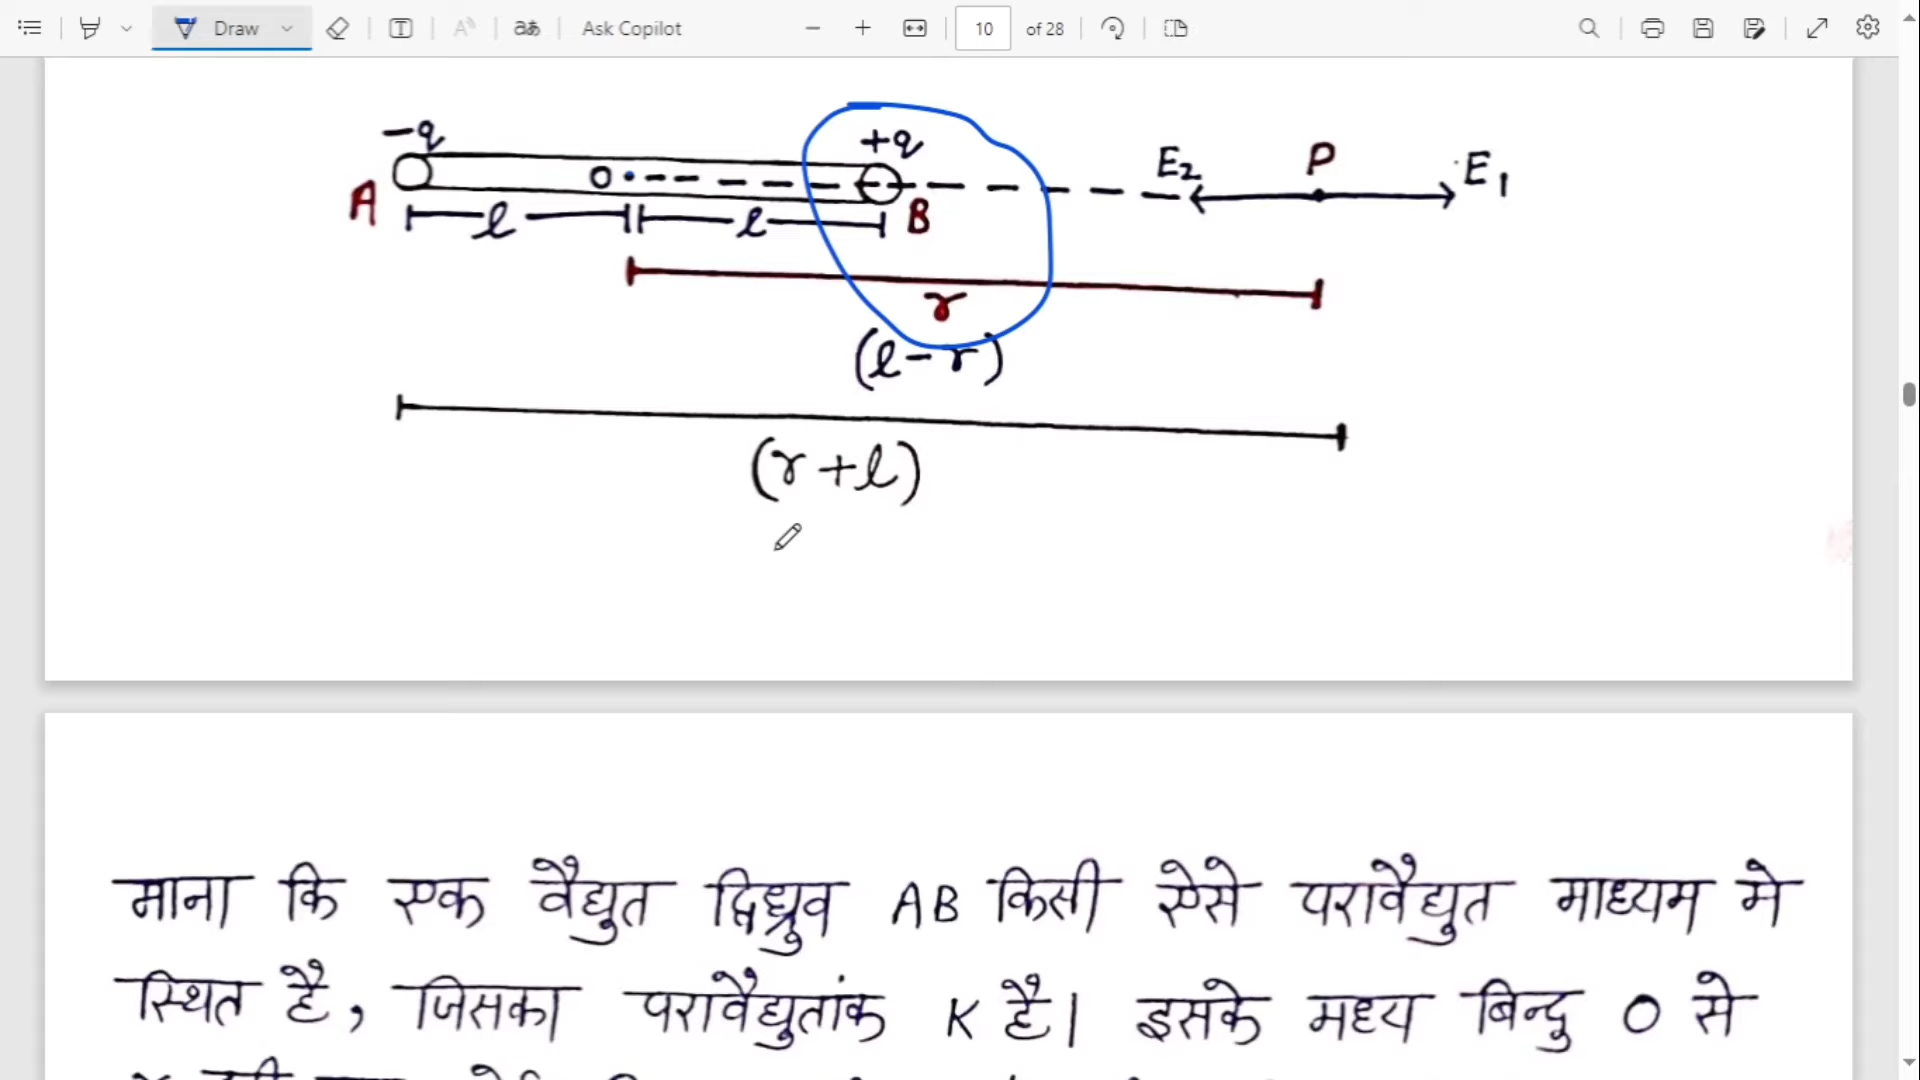 Draw
Ask Copilot
10 of 28
-q
+q
A
O
B
E₂
P
E₁
l
l
r
(l-r)
(r+l)
माना कि एक वैद्युत द्विध्रुव AB किसी ऐसे परावैद्युत माध्यम मे
स्थित है, जिसका परावैद्युतांक K है। इसके मध्य बिन्दु O से